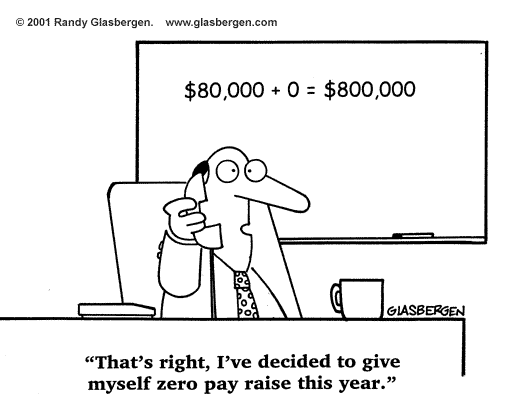 © 2001 Randy Glasbergen. www.glasbergen.com
$80,000 + 0 = $800,000
GLASBERGEN
“That’s right, I’ve decided to give
myself zero pay raise this year.”